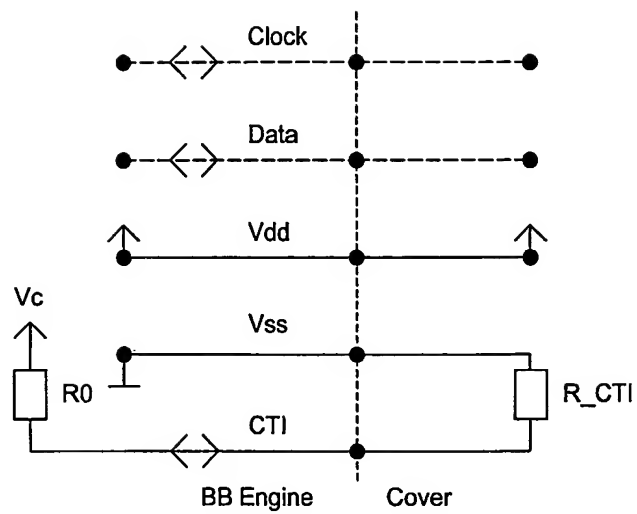 Clock
Data
Vdd
Vc
Vss
R0
R_CTI
CTI
BB Engine
Cover